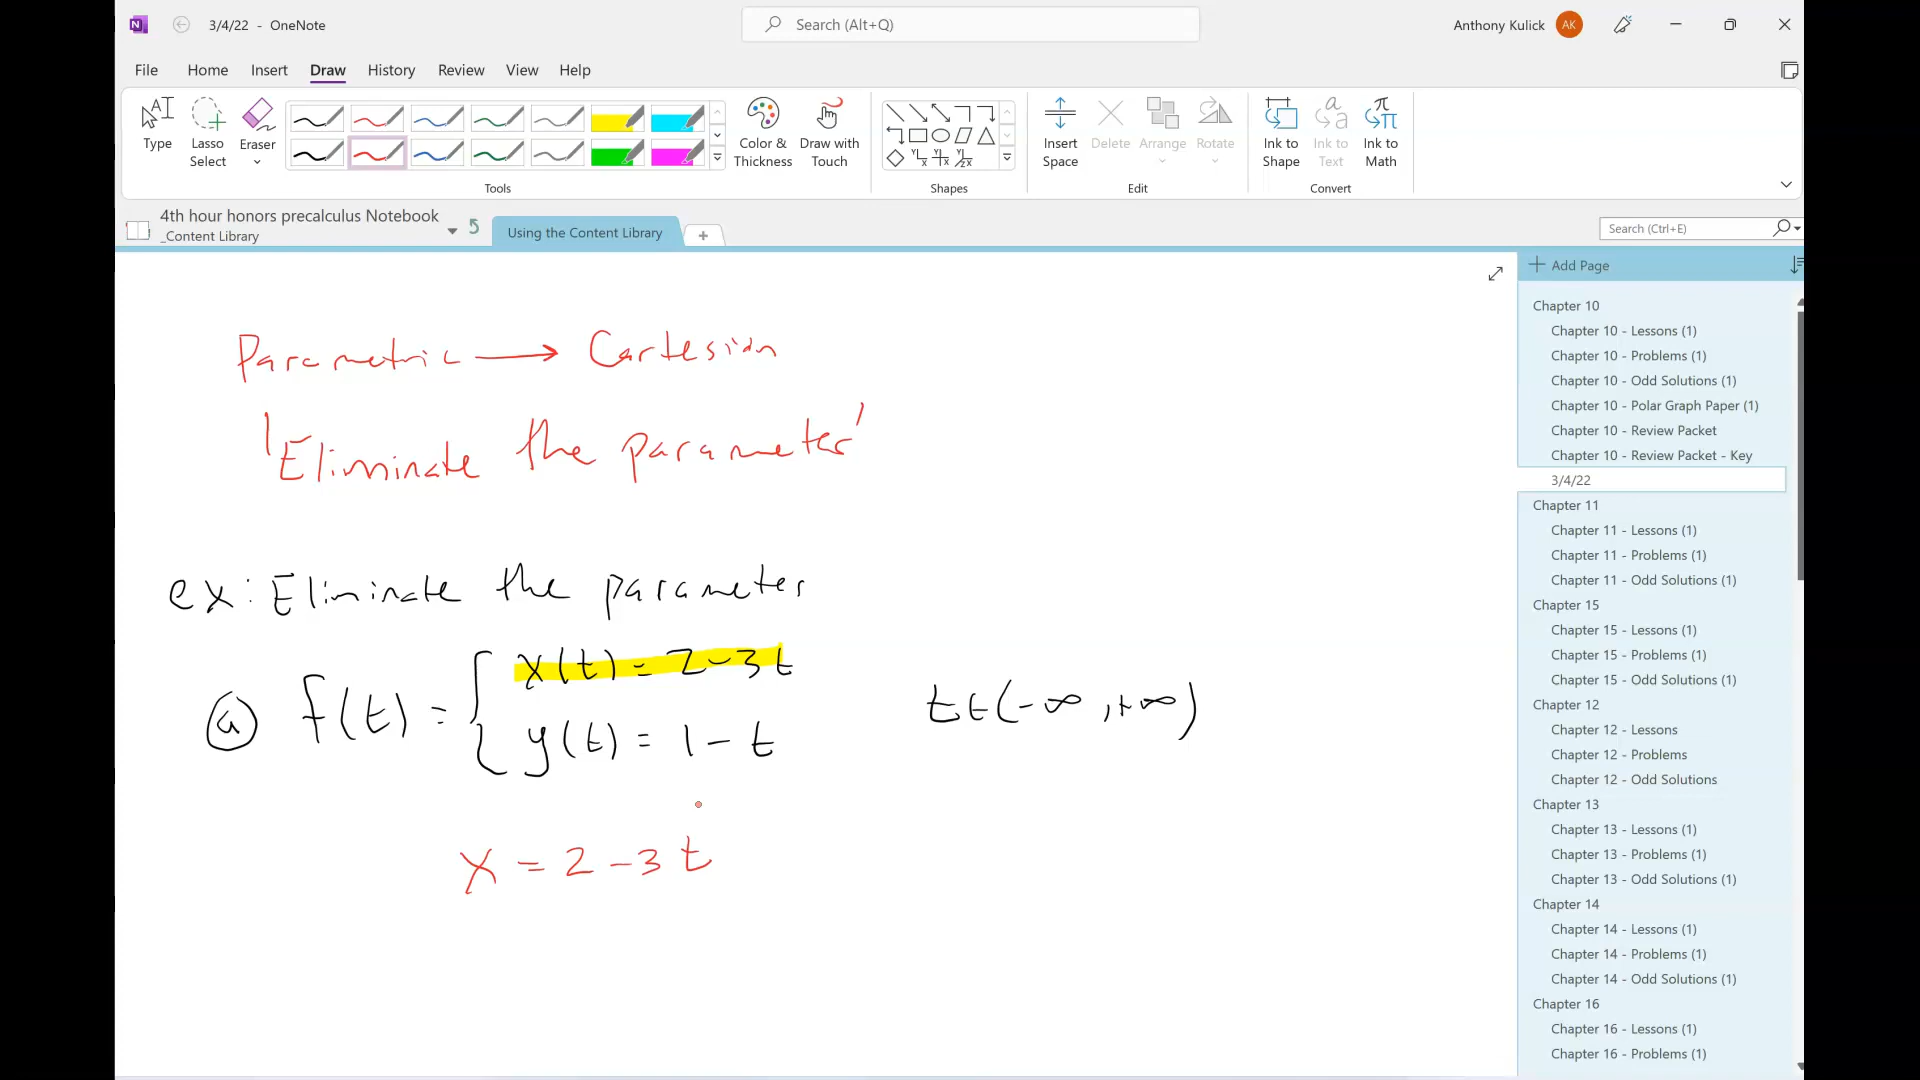 3/4/22 - OneNote
Search (Alt+Q)
Anthony Kulick AK
File Home Insert Draw History Review View Help
Type
Lasso Select
Eraser
Color & Thickness
Draw with Touch
Insert Space
Delete
Arrange
Rotate
Ink to Shape
Ink to Text
Ink to Math
Tools
Shapes
Edit
Convert
4th hour honors precalculus Notebook
_Content Library
Using the Content Library
Search (Ctrl+E)
Add Page
Parametric → Cartesian
'Eliminate the parameter'
ex: Eliminate the parameter
ⓐ f(t) = { x(t) = 2 - 3t
y(t) = 1 - t
t ∈ (-∞, +∞)
x = 2 - 3t
Chapter 10
Chapter 10 - Lessons (1)
Chapter 10 - Problems (1)
Chapter 10 - Odd Solutions (1)
Chapter 10 - Polar Graph Paper (1)
Chapter 10 - Review Packet
Chapter 10 - Review Packet - Key
3/4/22
Chapter 11
Chapter 11 - Lessons (1)
Chapter 11 - Problems (1)
Chapter 11 - Odd Solutions (1)
Chapter 15
Chapter 15 - Lessons (1)
Chapter 15 - Problems (1)
Chapter 15 - Odd Solutions (1)
Chapter 12
Chapter 12 - Lessons
Chapter 12 - Problems
Chapter 12 - Odd Solutions
Chapter 13
Chapter 13 - Lessons (1)
Chapter 13 - Problems (1)
Chapter 13 - Odd Solutions (1)
Chapter 14
Chapter 14 - Lessons (1)
Chapter 14 - Problems (1)
Chapter 14 - Odd Solutions (1)
Chapter 16
Chapter 16 - Lessons (1)
Chapter 16 - Problems (1)